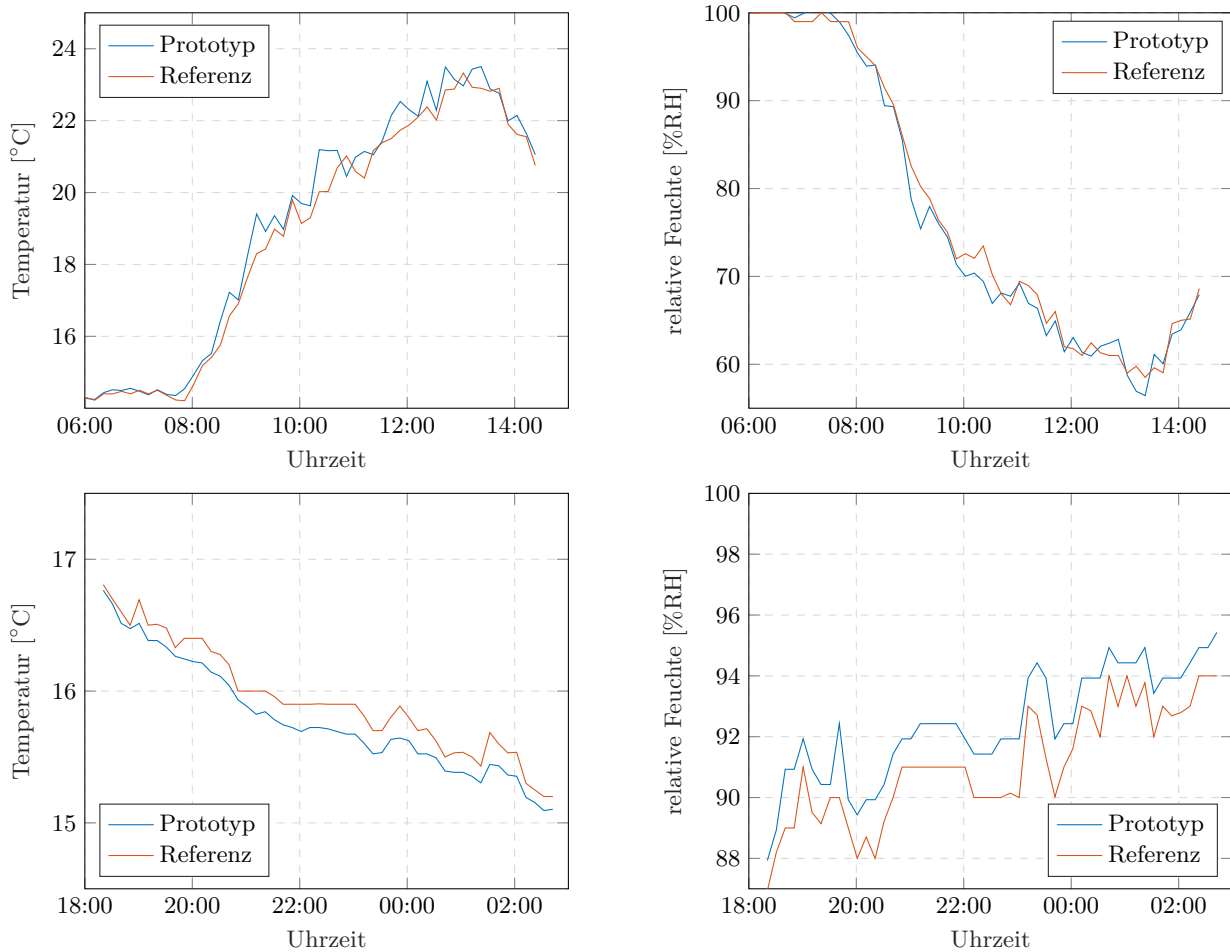 24
22
20
18
16
Temperatur [°C]
Prototyp
Referenz
06:00 08:00 10:00 12:00 14:00
Uhrzeit
100
90
80
70
60
relative Feuchte [%RH]
Prototyp
Referenz
06:00 08:00 10:00 12:00 14:00
Uhrzeit
17
16
15
Temperatur [°C]
Prototyp
Referenz
18:00 20:00 22:00 00:00 02:00
Uhrzeit
100
98
96
94
92
90
88
relative Feuchte [%RH]
Prototyp
Referenz
18:00 20:00 22:00 00:00 02:00
Uhrzeit